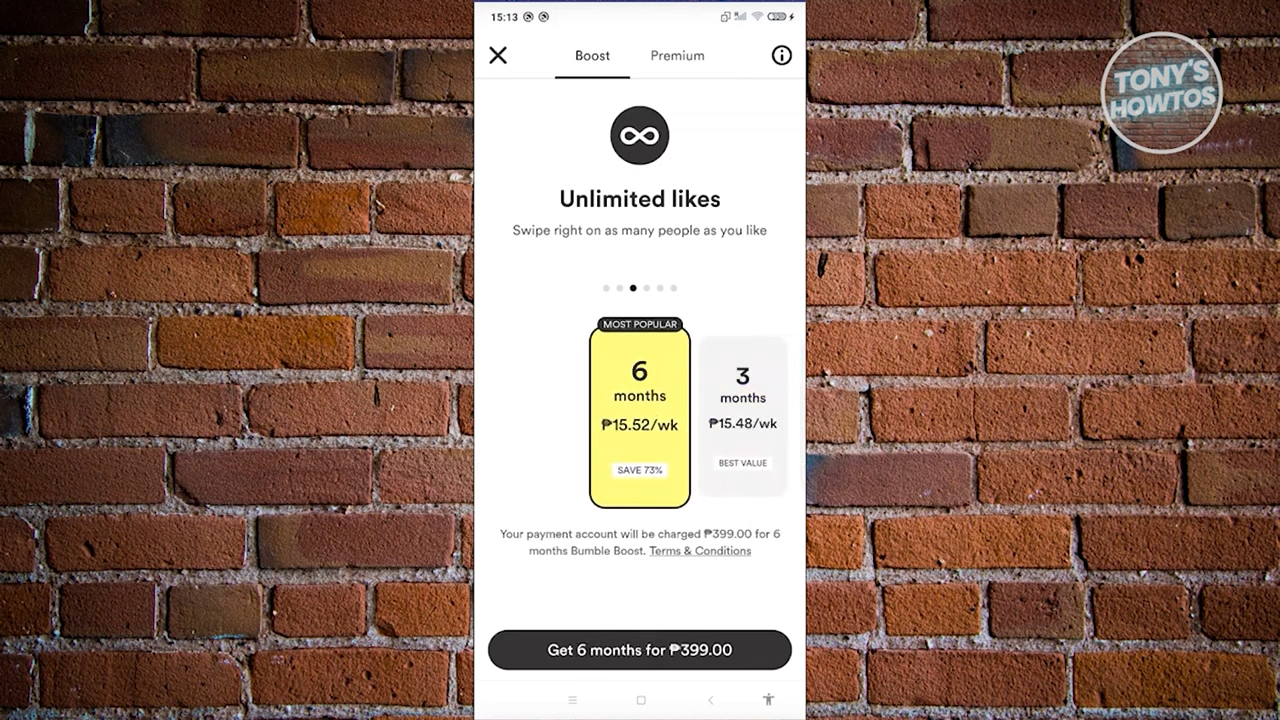 15:13
Boost
Premium
TONY'S
HOWTOS
Unlimited likes
Swipe right on as many people as you like
MOST POPULAR
6
months
₱15.52/wk
SAVE 73%
3
months
₱15.48/wk
BEST VALUE
Your payment account will be charged ₱399.00 for 6
months Bumble Boost. Terms & Conditions
Get 6 months for ₱399.00